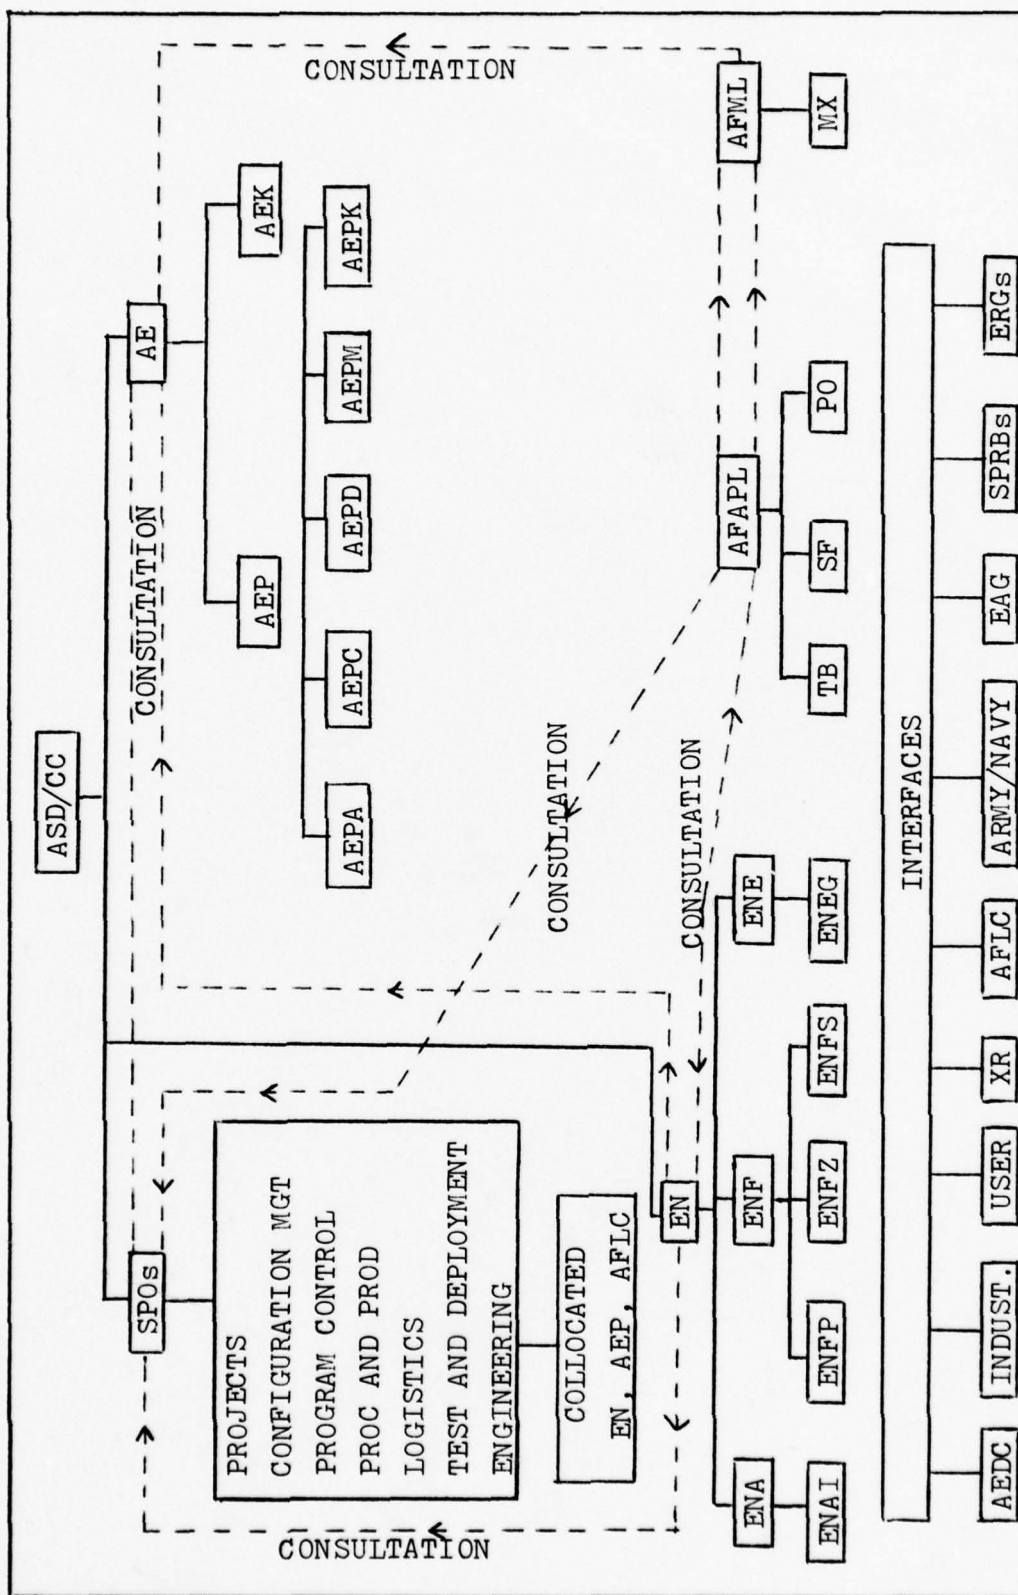 ASD/CC
SPOs
CONSULTATION
AE
CONSULTATION
PROJECTS
CONFIGURATION MGT
PROGRAM CONTROL
PROC AND PROD
LOGISTICS
TEST AND DEPLOYMENT
ENGINEERING
AEP
AEK
AEPA
AEPC
AEPD
AEPM
AEPK
COLLOCATED
EN, AEP, AFLC
CONSULTATION
CONSULTATION
EN
CONSULTATION
AFAPL
AFML
ENA
ENF
ENE
ENAI
ENFP
ENFZ
ENFS
ENEG
TB
SF
PO
MX
INTERFACES
AEDC
INDUST.
USER
XR
AFLC
ARMY/NAVY
EAG
SPRBs
ERGs